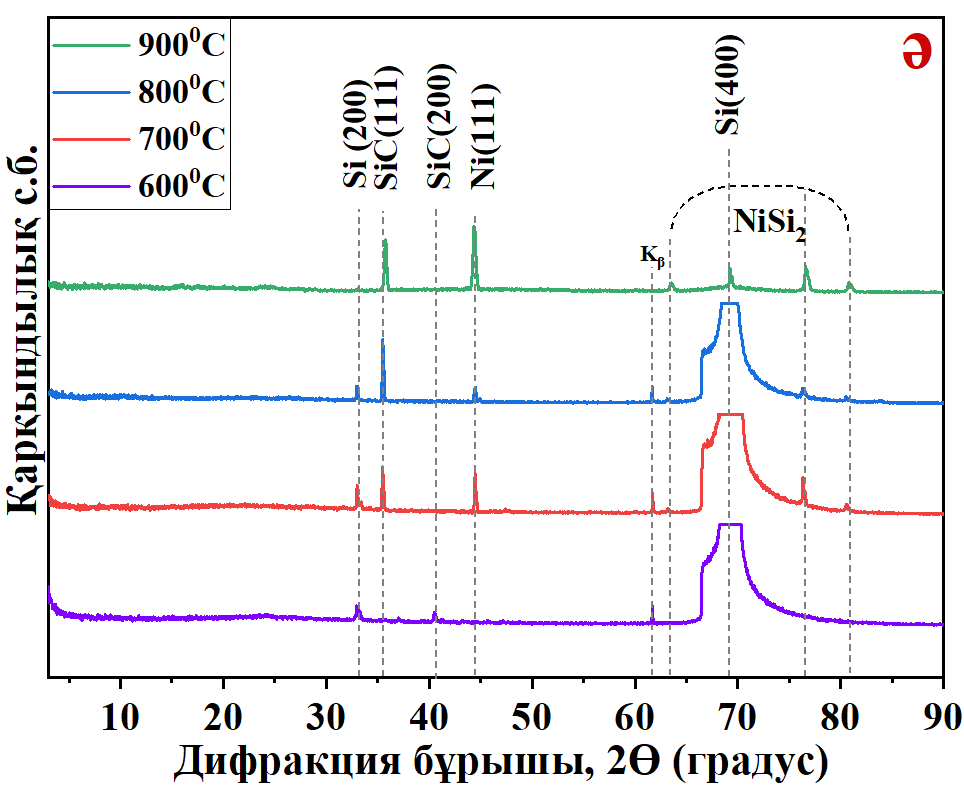 900⁰C
800⁰C
700⁰C
600⁰C
ә
Si (200)
SiC(111)
SiC(200)
Ni(111)
Si(400)
NiSi₂
Kᵦ
Қарқындылық с.б.
10 20 30 40 50 60 70 80 90
Дифракция бұрышы, 2Ө (градус)